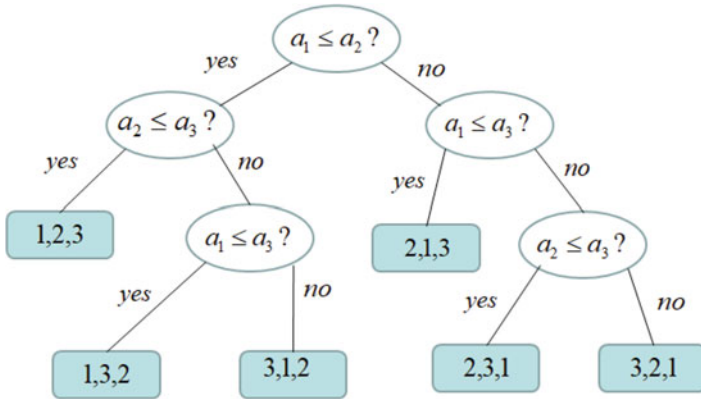 a₁ ≤ a₂ ?
yes
no
a₂ ≤ a₃ ?
a₁ ≤ a₃ ?
yes
no
yes
no
1,2,3
a₁ ≤ a₃ ?
2,1,3
a₂ ≤ a₃ ?
yes
no
yes
no
1,3,2
3,1,2
2,3,1
3,2,1